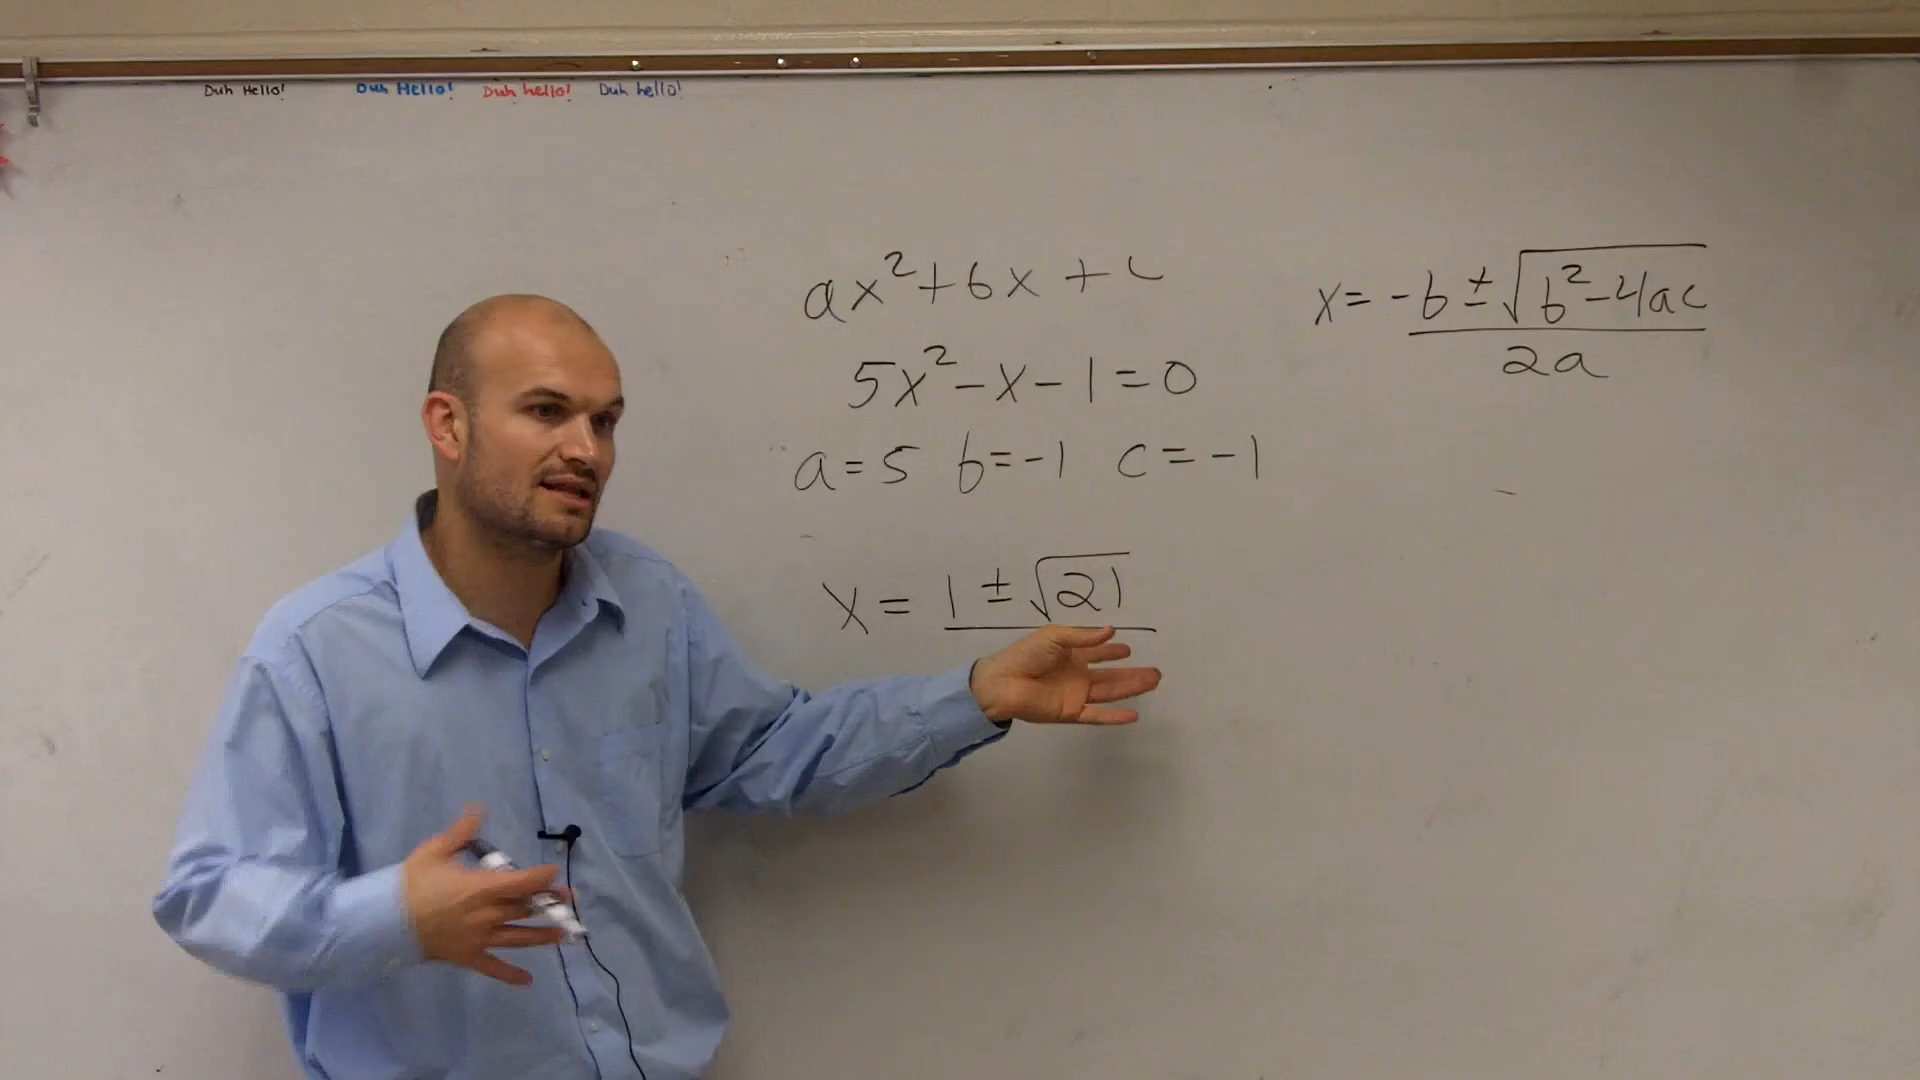 Duh Hello! Duh Hello! Duh hello! Duh hello!
ax²+bx+c
5x²-x-1=0
a=5 b=-1 c=-1
x= 1±√21
x= -b±√b²-4ac
2a